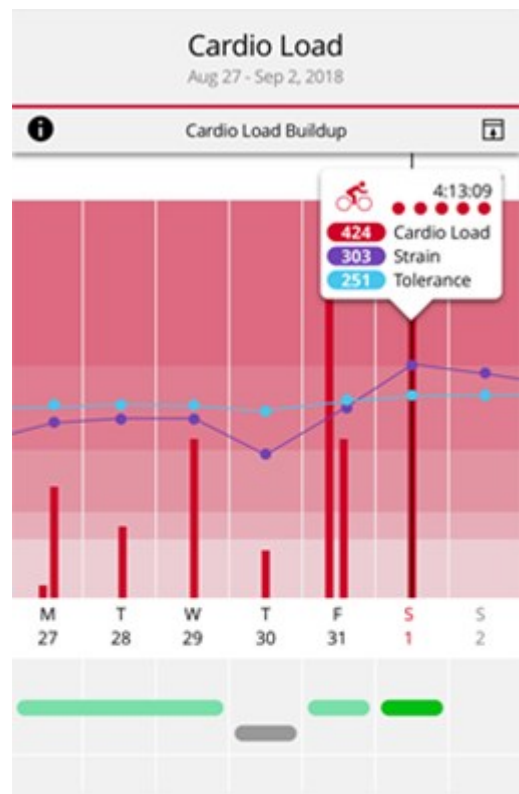 Cardio Load
Aug 27 - Sep 2, 2018
Cardio Load Buildup
4:13:09
424 Cardio Load
303 Strain
251 Tolerance
M T W T F S S
27 28 29 30 31 1 2